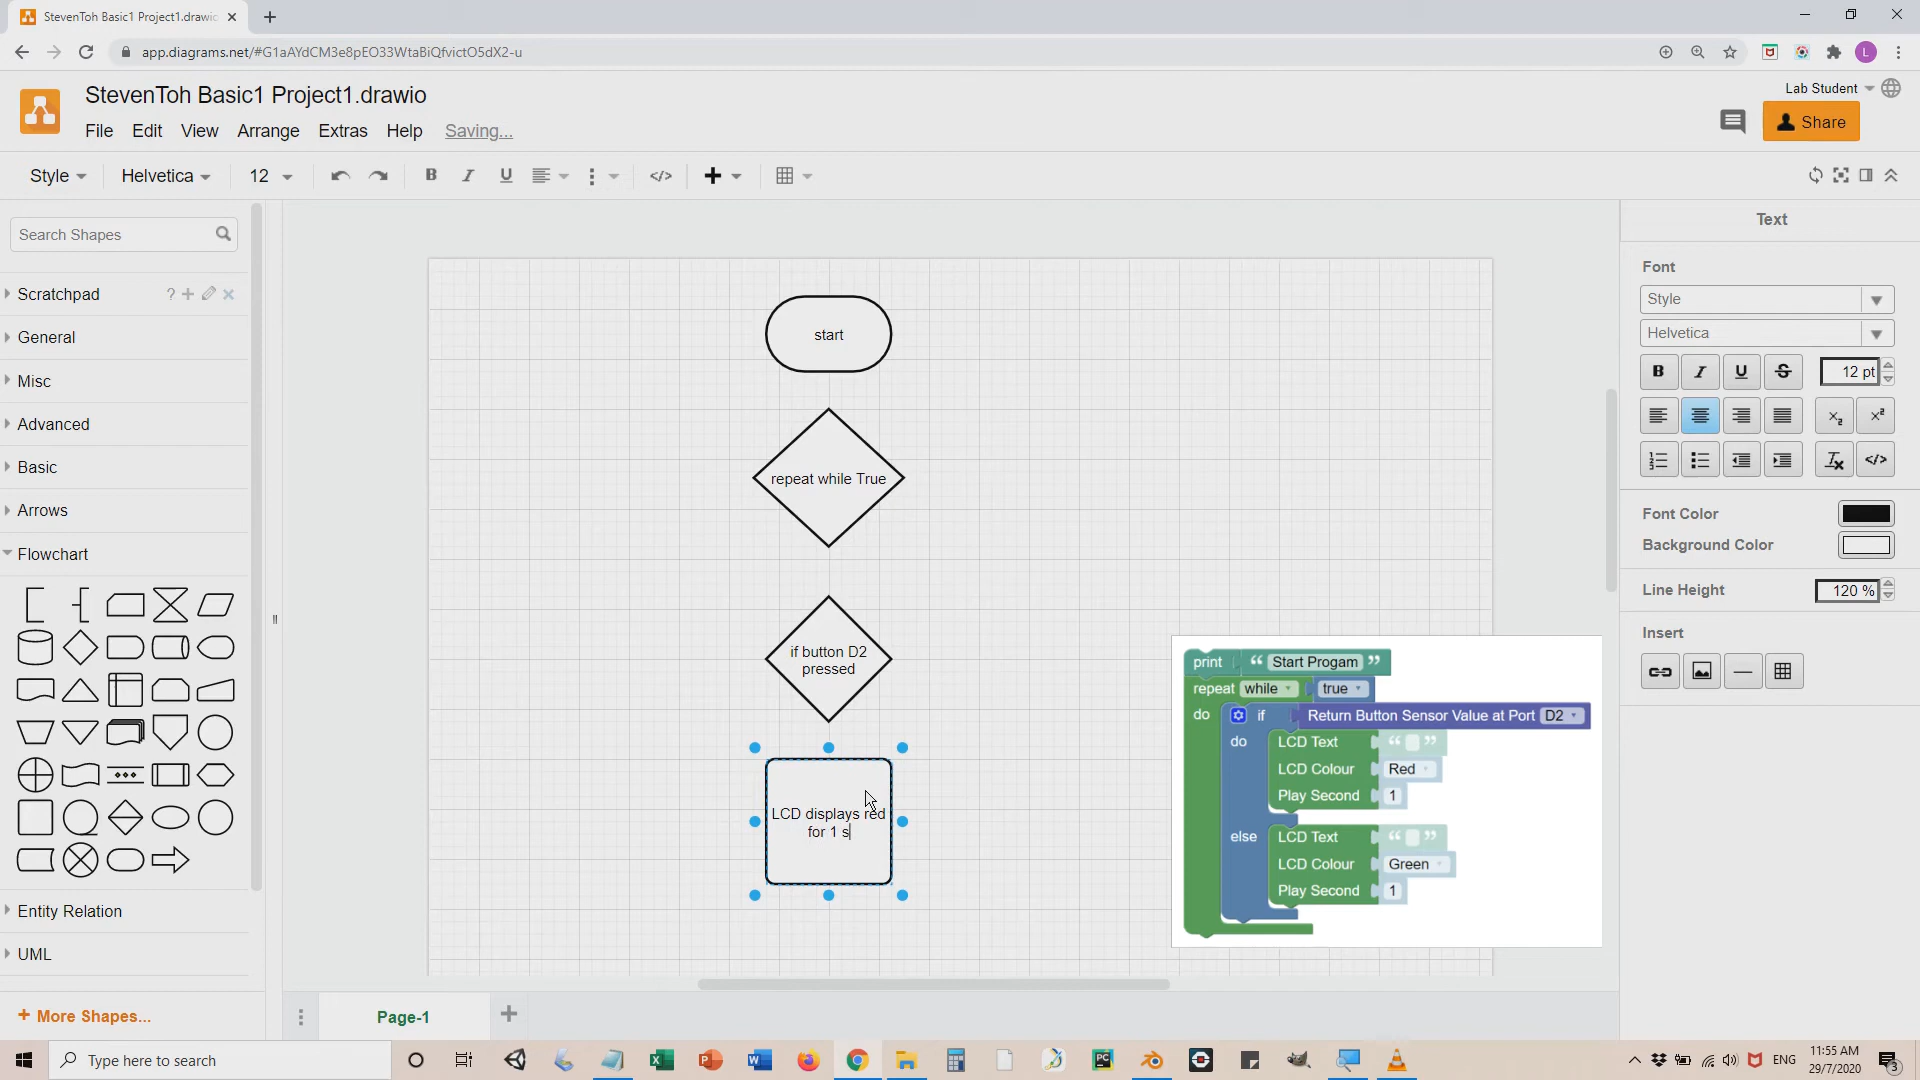 StevenToh Basic1 Project1.drawio
app.diagrams.net/#G1aAYdCM3e8pEO33WtaBiQfvictO5dX2-u
L
StevenToh Basic1 Project1.drawio
Lab Student
File Edit View Arrange Extras Help Saving...
Share
Style Helvetica 12
B I U
Search Shapes
Text
Scratchpad ?
General
Misc
Advanced
Basic
Arrows
Flowchart
Entity Relation
UML
+ More Shapes...
start
repeat while True
if button D2
pressed
LCD displays red
for 1 s
print “ Start Progam ”
repeat while true
do if Return Button Sensor Value at Port D2
do LCD Text “ ”
LCD Colour Red
Play Second 1
else LCD Text “ ”
LCD Colour Green
Play Second 1
Font
Style
Helvetica
B I U S 12 pt
Font Color
Background Color
Line Height 120 %
Insert
Page-1
Type here to search
ENG
11:55 AM
29/7/2020
3